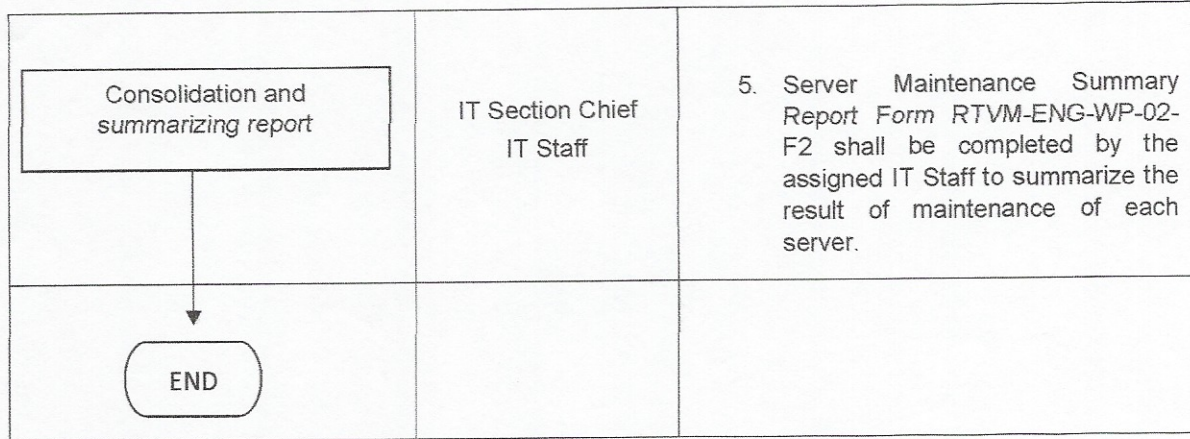 Consolidation and
summarizing report
IT Section Chief
IT Staff
5. Server Maintenance Summary
Report Form RTVM-ENG-WP-02-
F2 shall be completed by the
assigned IT Staff to summarize the
result of maintenance of each
server.
END